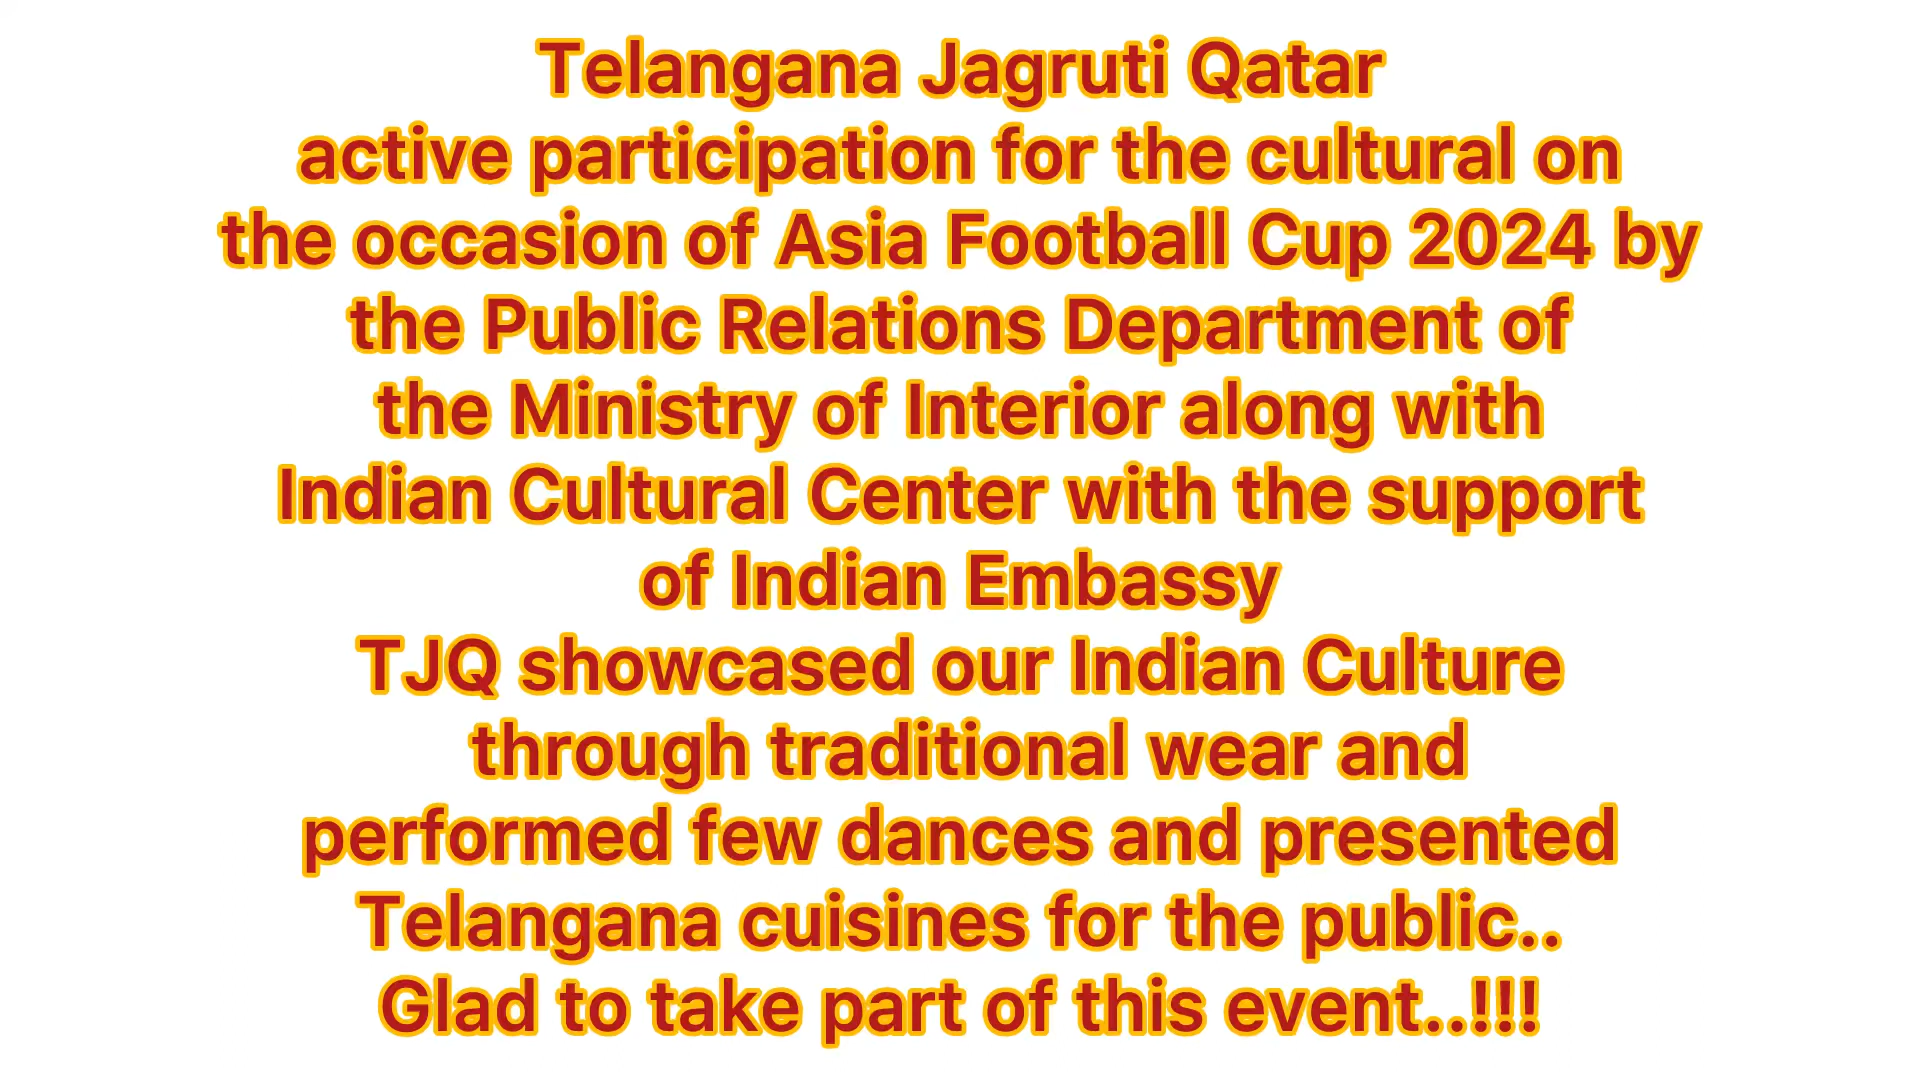 Telangana Jagruti Qatar
active participation for the cultural on
the occasion of Asia Football Cup 2024 by
the Public Relations Department of
the Ministry of Interior along with
Indian Cultural Center with the support
of Indian Embassy
TJQ showcased our Indian Culture
through traditional wear and
performed few dances and presented
Telangana cuisines for the public..
Glad to take part of this event..!!!